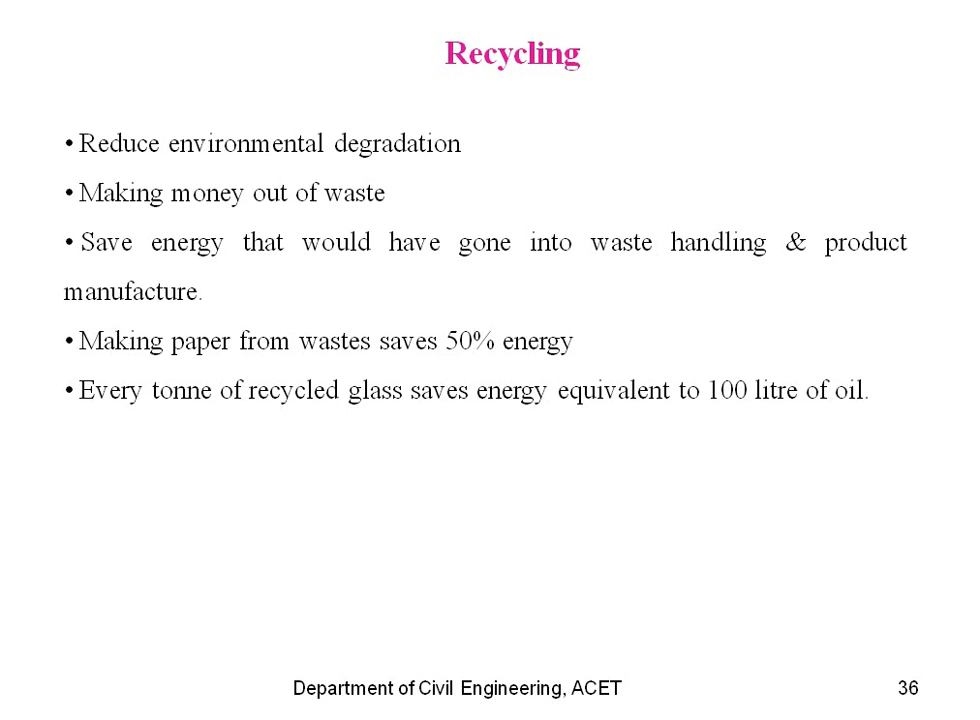 Recycling
• Reduce environmental degradation
• Making money out of waste
• Save energy that would have gone into waste handling & product
manufacture.
• Making paper from wastes saves 50% energy
• Every tonne of recycled glass saves energy equivalent to 100 litre of oil.
Department of Civil Engineering, ACET
36